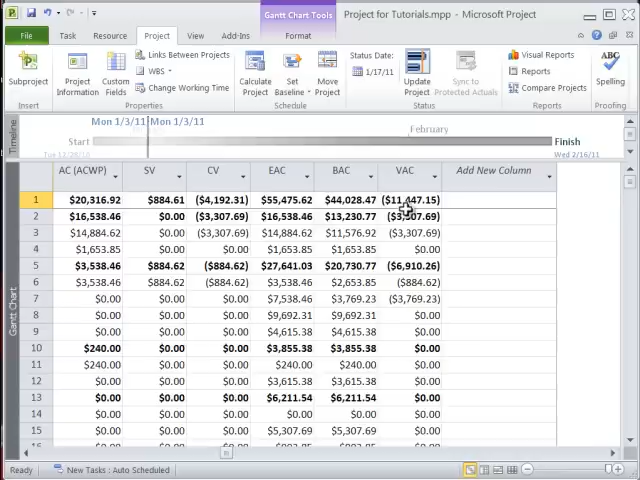 Gantt Chart Tools
Project for Tutorials.mpp - Microsoft Project
File Task Resource Project View Add-Ins Format
Subproject
Project Information
Custom Fields
Links Between Projects
WBS
Change Working Time
Calculate Project
Set Baseline
Move Project
Status Date:
1/17/11
Update Project
Sync to Protected Actuals
Visual Reports
Reports
Compare Projects
ABC
Spelling
Insert Properties Schedule Status Reports Proofing
Timeline
Mon 1/3/11 Mon 1/3/11
February
Start
Finish
Tue 12/28/10
Wed 2/16/11
AC (ACWP) SV CV EAC BAC VAC Add New Column
1 $20,316.92 $884.61 ($4,192.31) $55,475.62 $44,028.47 ($11,447.15)
2 $16,538.46 $0.00 ($3,307.69) $16,538.46 $13,230.77 ($3,307.69)
3 $14,884.62 $0.00 ($3,307.69) $14,884.62 $11,576.92 ($3,307.69)
4 $1,653.85 $0.00 $0.00 $1,653.85 $1,653.85 $0.00
5 $3,538.46 $884.62 ($884.62) $27,641.03 $20,730.77 ($6,910.26)
6 $3,538.46 $884.62 ($884.62) $3,538.46 $2,653.85 ($884.62)
7 $0.00 $0.00 $0.00 $7,538.46 $3,769.23 ($3,769.23)
8 $0.00 $0.00 $0.00 $9,692.31 $9,692.31 $0.00
9 $0.00 $0.00 $0.00 $4,615.38 $4,615.38 $0.00
10 $240.00 $0.00 $0.00 $3,855.38 $3,855.38 $0.00
11 $240.00 $0.00 $0.00 $240.00 $240.00 $0.00
12 $0.00 $0.00 $0.00 $3,615.38 $3,615.38 $0.00
13 $0.00 $0.00 $0.00 $6,211.54 $6,211.54 $0.00
14 $0.00 $0.00 $0.00 $0.00 $0.00 $0.00
15 $0.00 $0.00 $0.00 $5,307.69 $5,307.69 $0.00
Gantt Chart
Ready New Tasks : Auto Scheduled